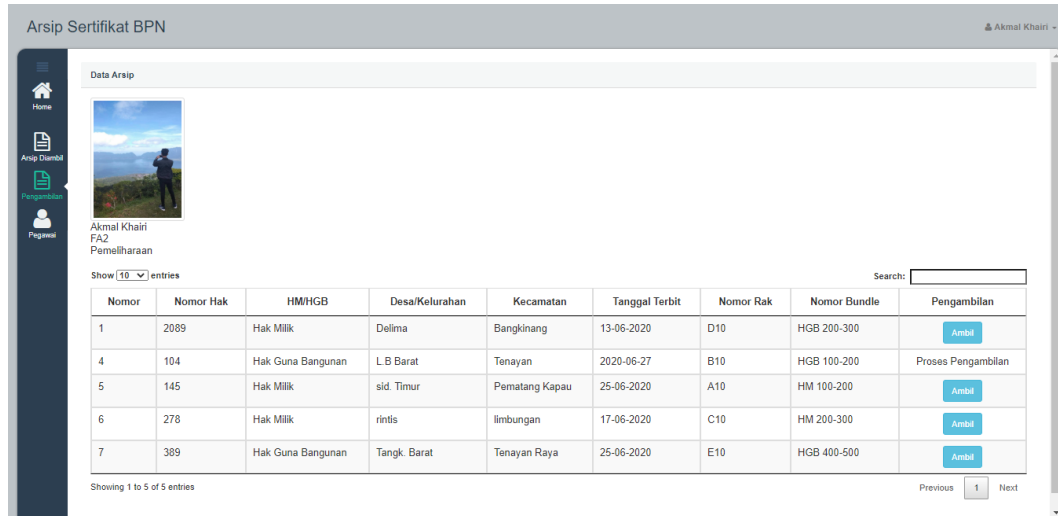 Arsip Sertifikat BPN
Akmal Khairi
Home
Arsip Diambil
Pengambilan
Pegawai
Data Arsip
Akmal Khairi
FA2
Pemeliharaan
Show 10 entries
Search:
Nomor Nomor Hak HM/HGB Desa/Kelurahan Kecamatan Tanggal Terbit Nomor Rak Nomor Bundle Pengambilan
1 2089 Hak Milik Delima Bangkinang 13-06-2020 D10 HGB 200-300 Ambil
4 104 Hak Guna Bangunan L.B Barat Tenayan 2020-06-27 B10 HGB 100-200 Proses Pengambilan
5 145 Hak Milik sid. Timur Pematang Kapau 25-06-2020 A10 HM 100-200 Ambil
6 278 Hak Milik rintis limbungan 17-06-2020 C10 HM 200-300 Ambil
7 389 Hak Guna Bangunan Tangk. Barat Tenayan Raya 25-06-2020 E10 HGB 400-500 Ambil
Showing 1 to 5 of 5 entries
Previous 1 Next